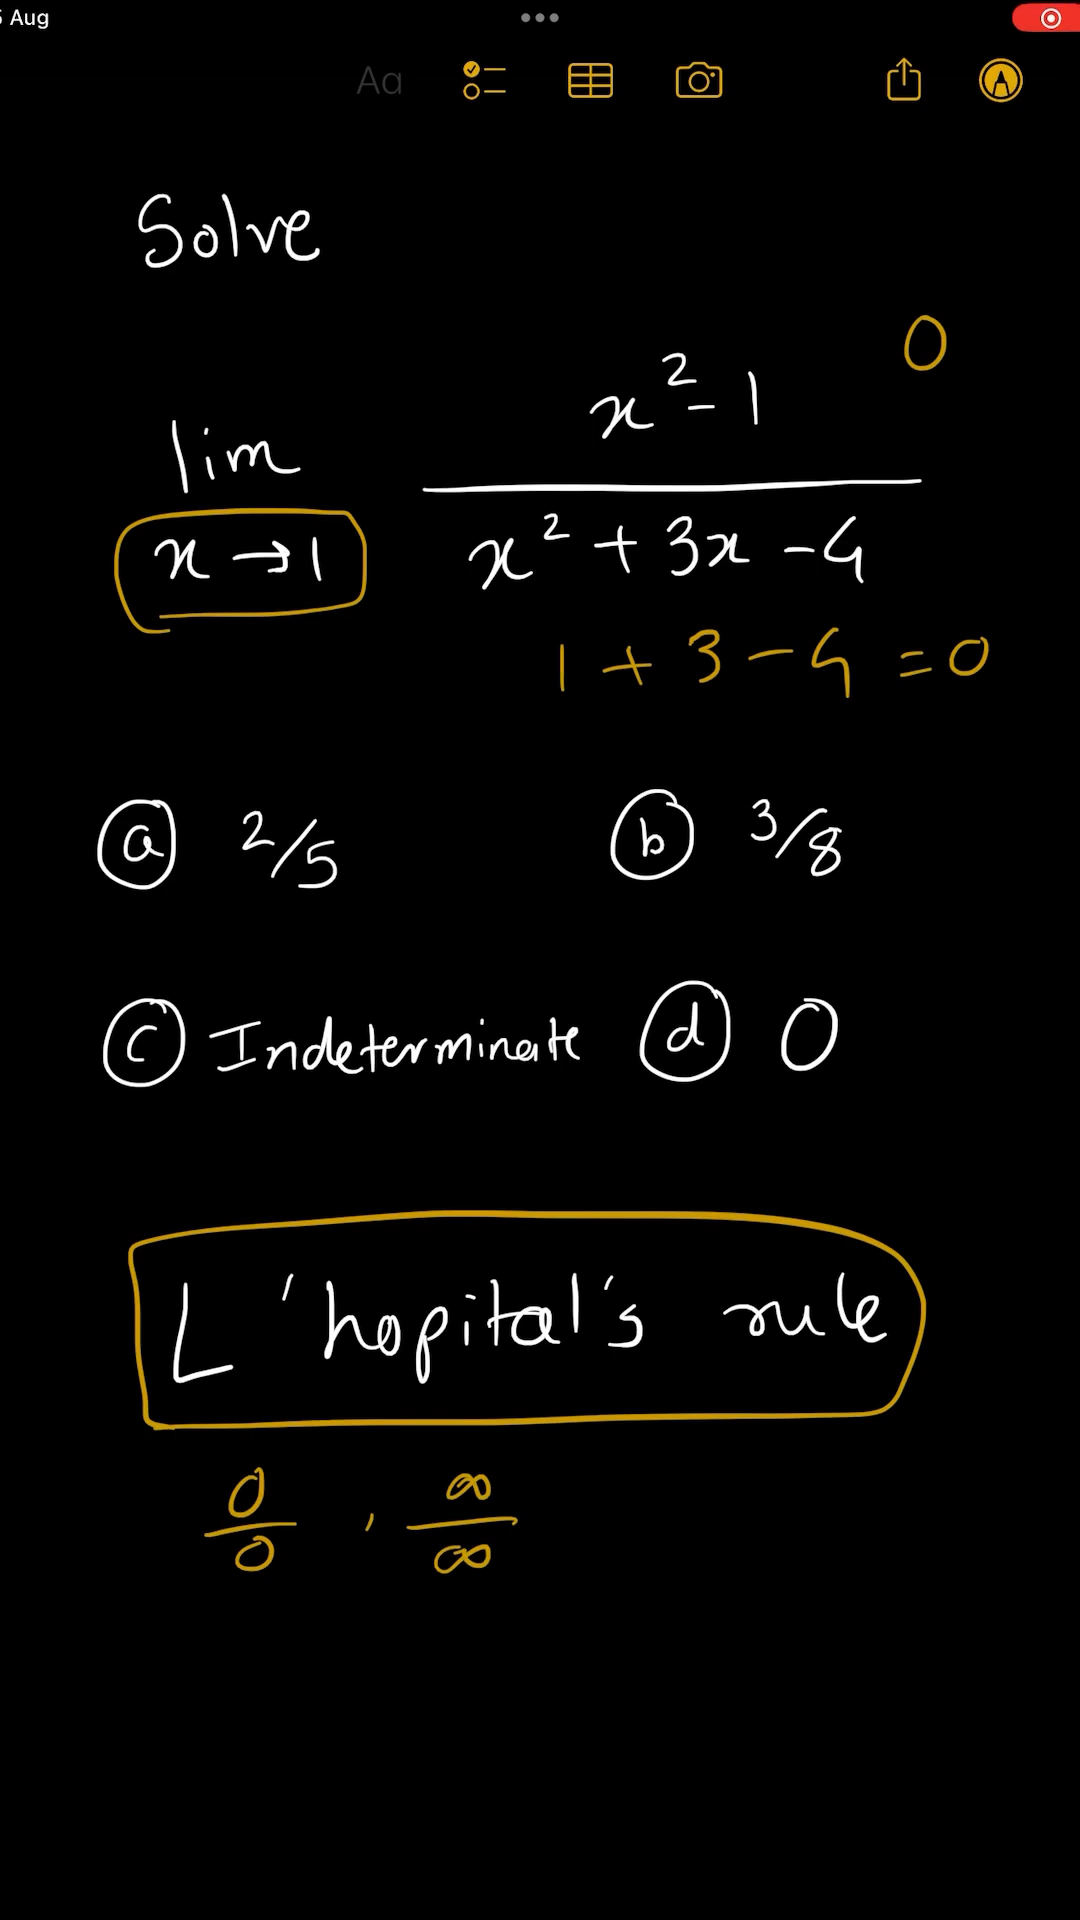 5 Aug
Aa
Solve
0
lim x→1 (x² - 1) / (x² + 3x - 4)
1 + 3 - 4 = 0
(a) 2/5 (b) 3/8
(c) Indeterminate (d) 0
L'hopital's rule
0/0 , ∞/∞